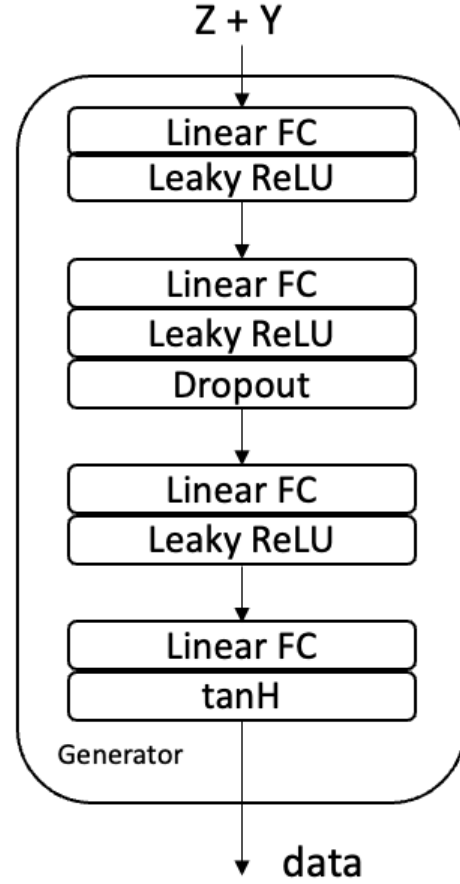 Z + Y
Linear FC
Leaky ReLU
Linear FC
Leaky ReLU
Dropout
Linear FC
Leaky ReLU
Linear FC
tanH
Generator
data